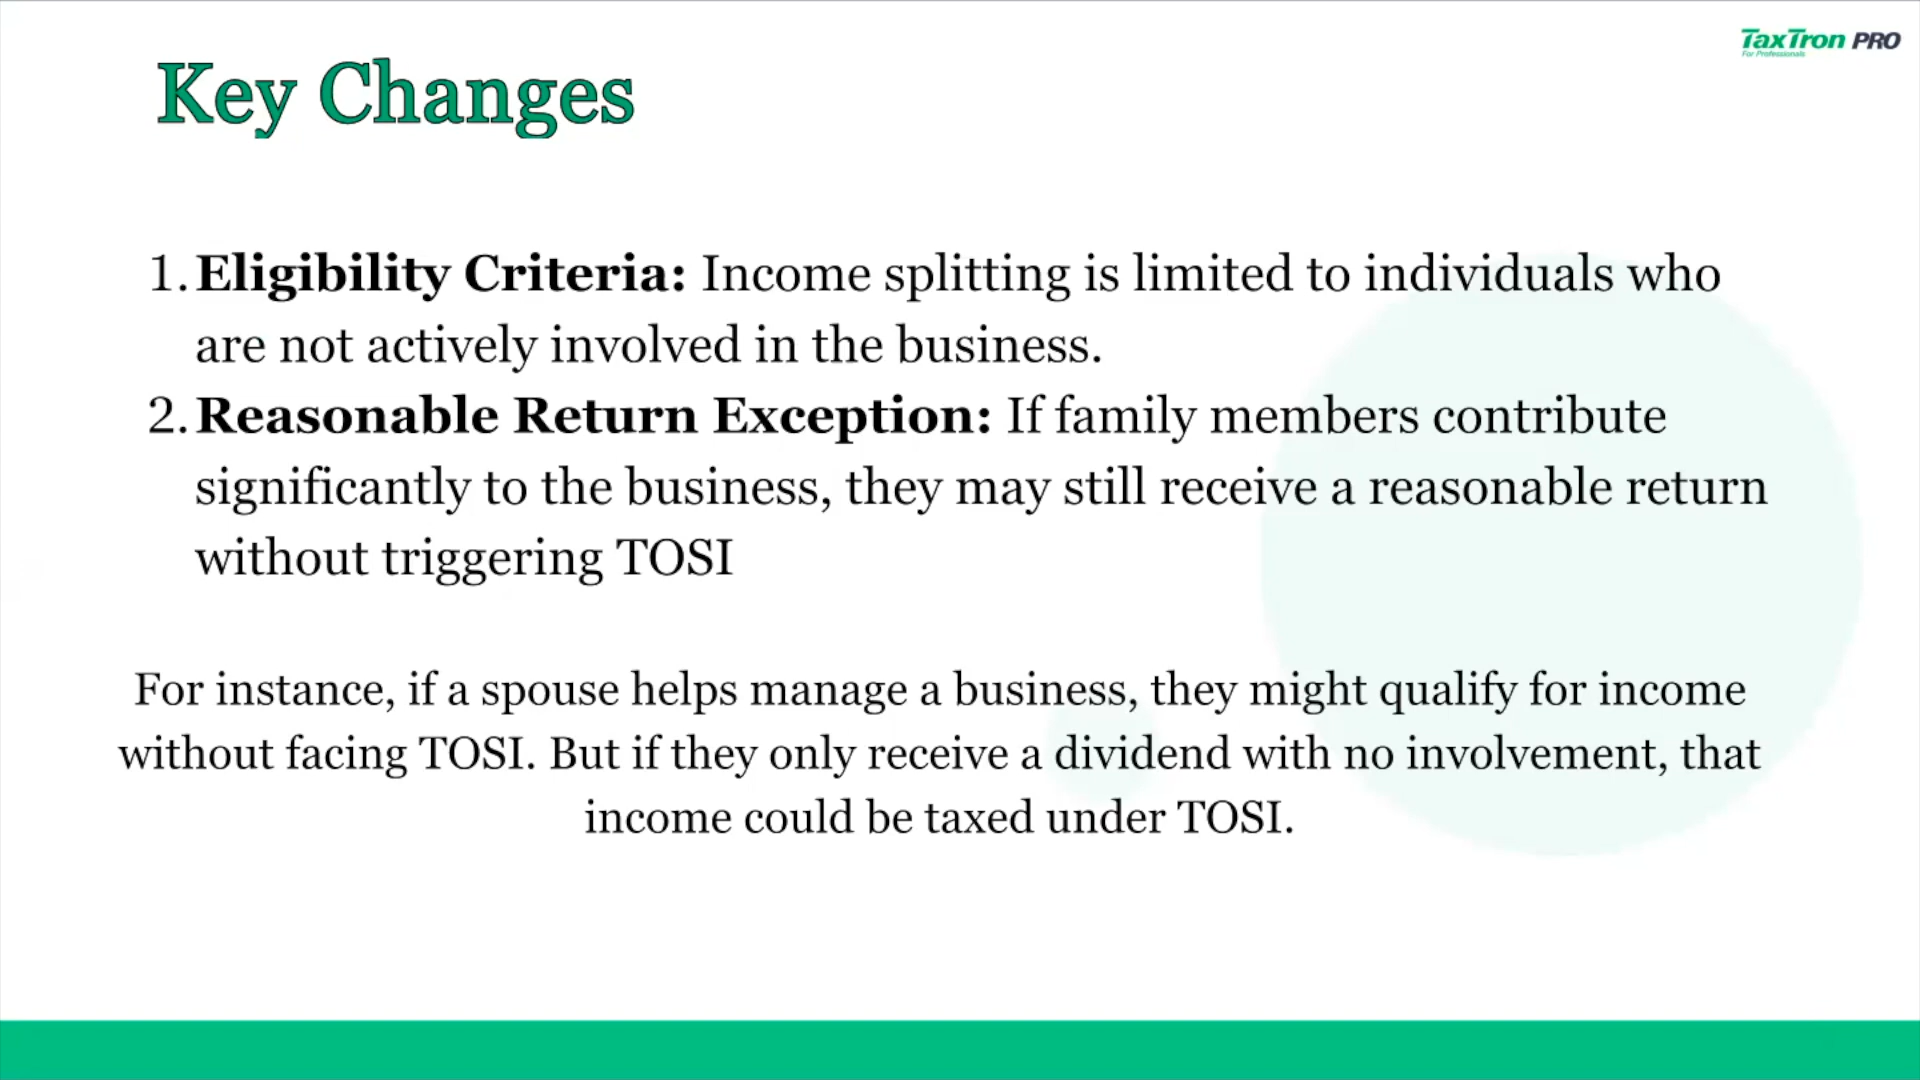 TaxTron PRO
For Professionals
Key Changes
1. Eligibility Criteria: Income splitting is limited to individuals who
are not actively involved in the business.
2. Reasonable Return Exception: If family members contribute
significantly to the business, they may still receive a reasonable return
without triggering TOSI
For instance, if a spouse helps manage a business, they might qualify for income
without facing TOSI. But if they only receive a dividend with no involvement, that
income could be taxed under TOSI.